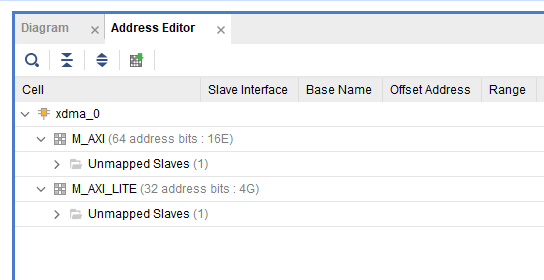 Diagram
Address Editor
Cell Slave Interface Base Name Offset Address Range
xdma_0
M_AXI (64 address bits : 16E)
Unmapped Slaves (1)
M_AXI_LITE (32 address bits : 4G)
Unmapped Slaves (1)